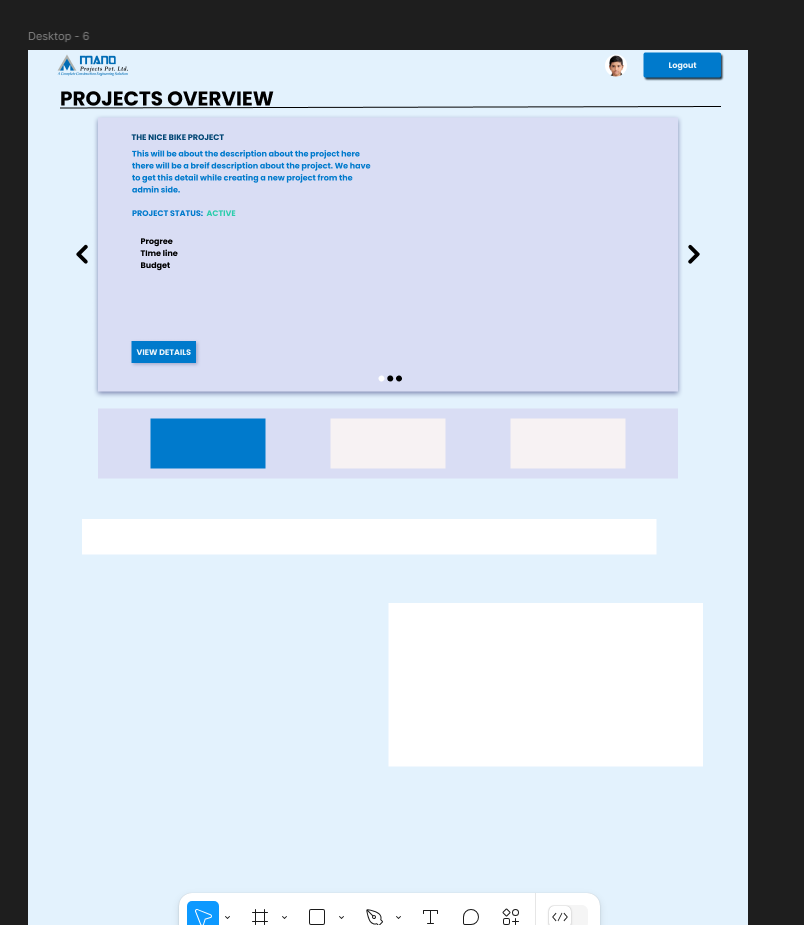 Desktop - 6
MANO
Projects Pvt. Ltd.
A Complete Construction Engineering Solution
Logout
PROJECTS OVERVIEW
THE NICE BIKE PROJECT
This will be about the description about the project here
there will be a breif description about the project. We have
to get this detail while creating a new project from the
admin side.
PROJECT STATUS: ACTIVE
Progree
TIme line
Budget
VIEW DETAILS